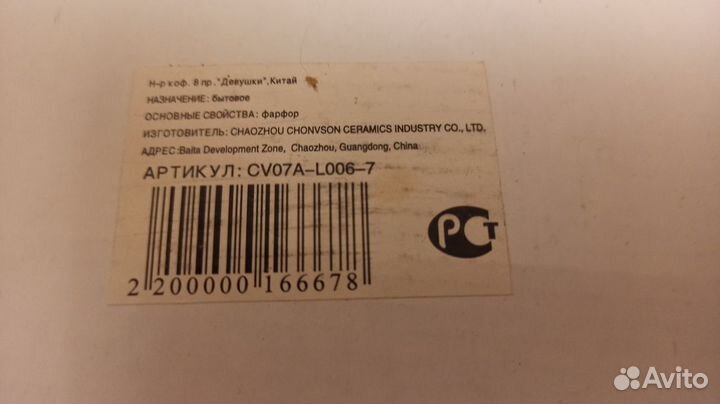 Н-р коф. 8 пр. "Девушки", Китай
НАЗНАЧЕНИЕ: бытовое
ОСНОВНЫЕ СВОЙСТВА: фарфор
ИЗГОТОВИТЕЛЬ: CHAOZHOU CHONVSON CERAMICS INDUSTRY CO., LTD.
АДРЕС:Baita Development Zone, Chaozhou, Guangdong, China
АРТИКУЛ: CV07A-L006-7
РСТ
2 200000 166678
Avito